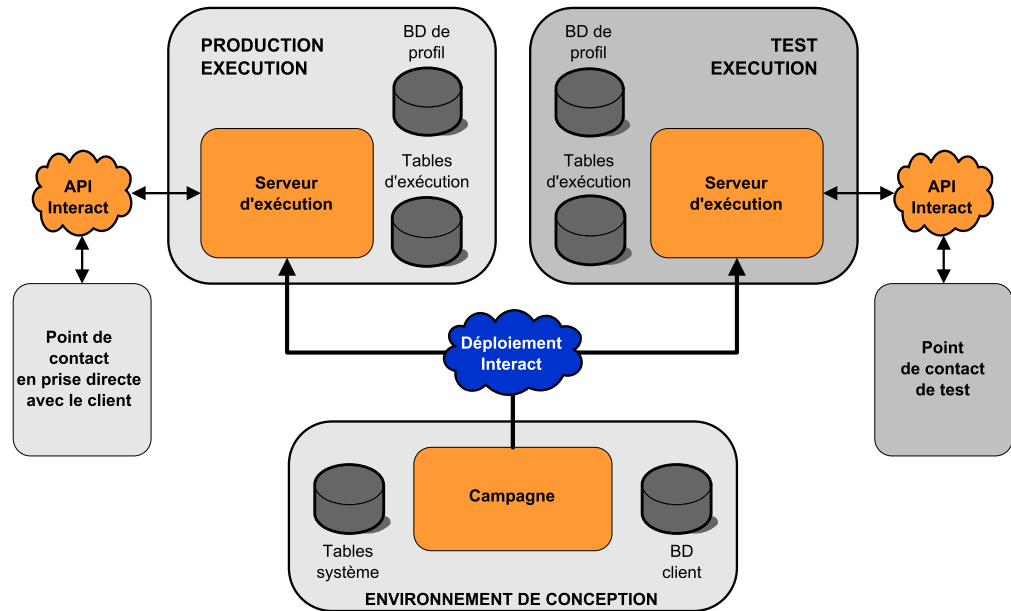 PRODUCTION
EXECUTION
BD de
profil
Tables
d'exécution
Serveur
d'exécution
API
Interact
Point de
contact
en prise directe
avec le client
TEST
EXECUTION
BD de
profil
Tables
d'exécution
Serveur
d'exécution
API
Interact
Point
de contact
de test
Déploiement
Interact
Campagne
Tables
système
BD
client
ENVIRONNEMENT DE CONCEPTION